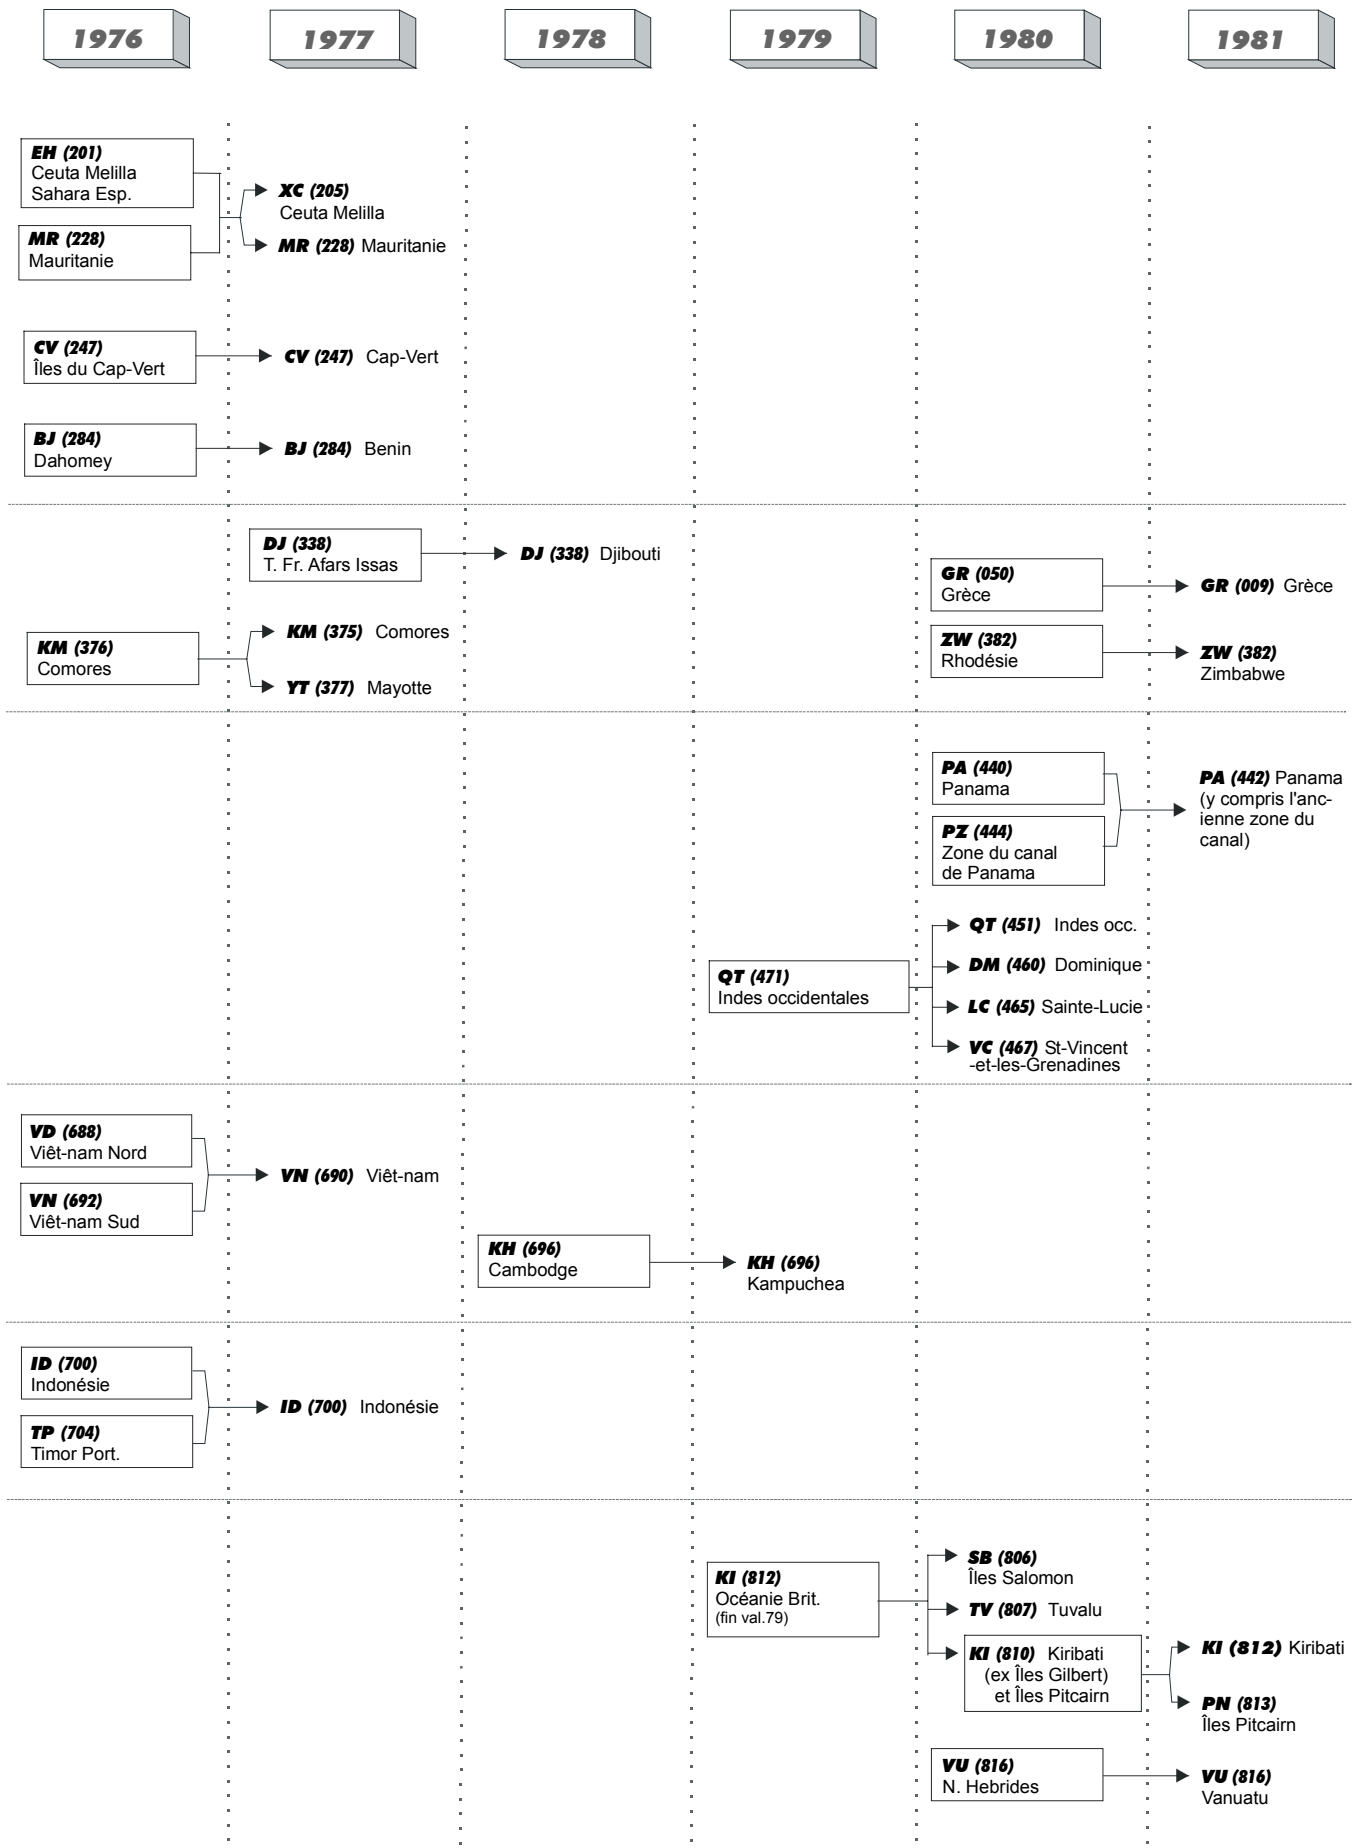 1976 1977 1978 1979 1980 1981
EH (201)
Ceuta Melilla
Sahara Esp.
XC (205)
Ceuta Melilla
MR (228)
Mauritanie
MR (228) Mauritanie
CV (247)
Îles du Cap-Vert
CV (247) Cap-Vert
BJ (284)
Dahomey
BJ (284) Benin
DJ (338)
T. Fr. Afars Issas
DJ (338) Djibouti
GR (050)
Grèce
GR (009) Grèce
KM (376)
Comores
KM (375) Comores
YT (377) Mayotte
ZW (382)
Rhodésie
ZW (382)
Zimbabwe
PA (440)
Panama
PZ (444)
Zone du canal
de Panama
PA (442) Panama
(y compris l'anc-
ienne zone du
canal)
QT (471)
Indes occidentales
QT (451) Indes occ.
DM (460) Dominique
LC (465) Sainte-Lucie
VC (467) St-Vincent
-et-les-Grenadines
VD (688)
Viêt-nam Nord
VN (692)
Viêt-nam Sud
VN (690) Viêt-nam
KH (696)
Cambodge
KH (696)
Kampuchea
ID (700)
Indonésie
TP (704)
Timor Port.
ID (700) Indonésie
KI (812)
Océanie Brit.
(fin val.79)
SB (806)
Îles Salomon
TV (807) Tuvalu
KI (810) Kiribati
(ex Îles Gilbert)
et Îles Pitcairn
KI (812) Kiribati
PN (813)
Îles Pitcairn
VU (816)
N. Hebrides
VU (816)
Vanuatu